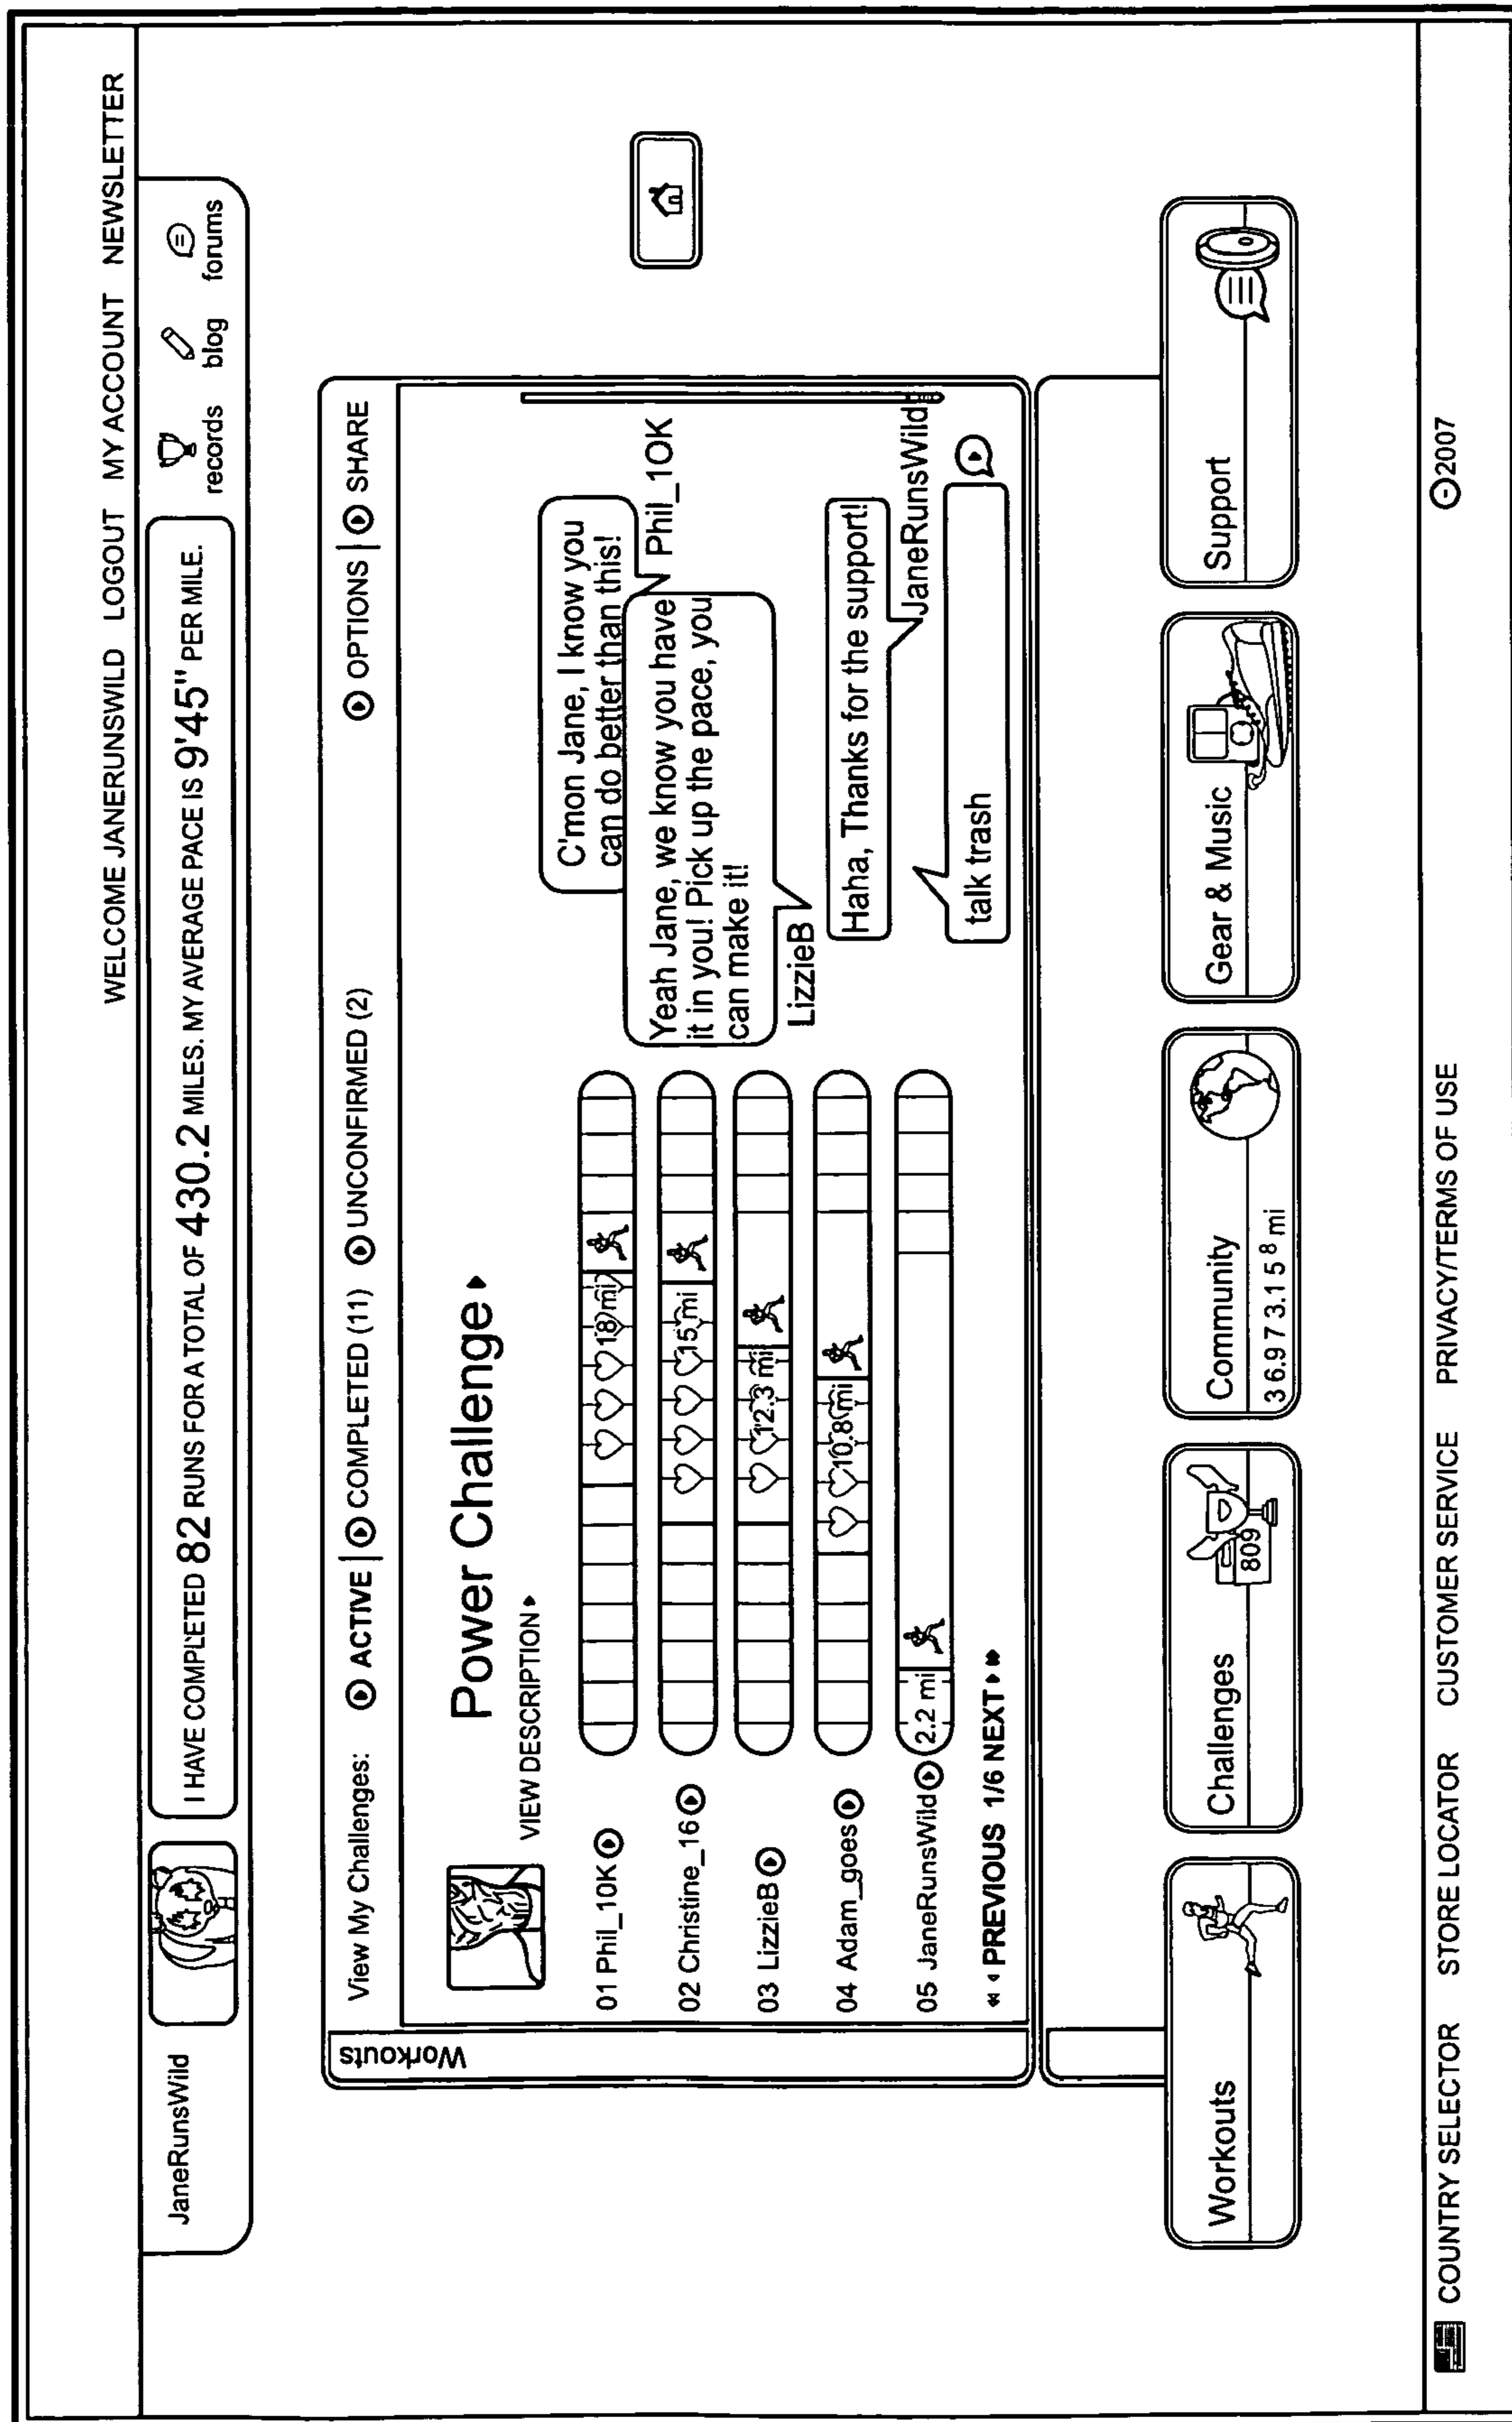 WELCOME JANERUNSWILD LOGOUT MY ACCOUNT NEWSLETTER
JaneRunsWild
I HAVE COMPLETED 82 RUNS FOR A TOTAL OF 430.2 MILES. MY AVERAGE PACE IS 9'45" PER MILE.
records blog forums
View My Challenges: ACTIVE | COMPLETED (11) UNCONFIRMED (2) OPTIONS | SHARE
Workouts
Power Challenge
VIEW DESCRIPTION
01 Phil_10K 18 mi
02 Christine_16 15 mi
03 LizzieB 12.3 mi
04 Adam_goes 10.8 mi
05 JaneRunsWild 2.2 mi
PREVIOUS 1/6 NEXT
C'mon Jane, I know you
can do better than this!
Phil_10K
Yeah Jane, we know you have
it in you! Pick up the pace, you
can make it!
LizzieB
Haha, Thanks for the support!
JaneRunsWild
talk trash
Workouts
Challenges
809
Community
3 6.9 7 3.1 5 8 mi
Gear & Music
Support
COUNTRY SELECTOR STORE LOCATOR CUSTOMER SERVICE PRIVACY/TERMS OF USE
2007